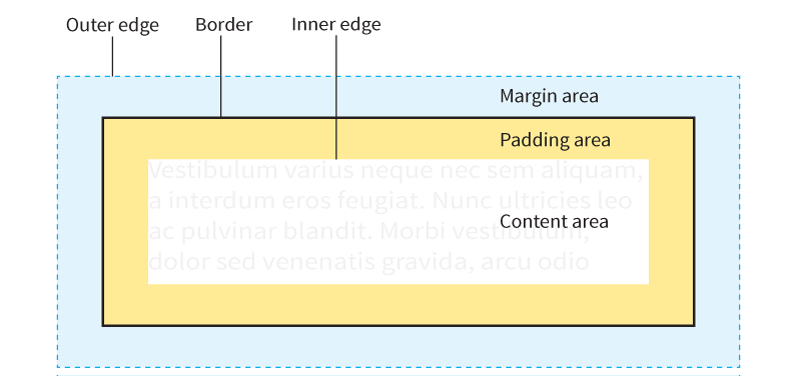 Outer edge
Border
Inner edge
Margin area
Padding area
Vestibulum varius neque nec sem aliquam,
a interdum eros feugiat. Nunc ultricies leo
Content area
ac pulvinar blandit. Morbi vestibulum,
dolor sed venenatis gravida, arcu odio